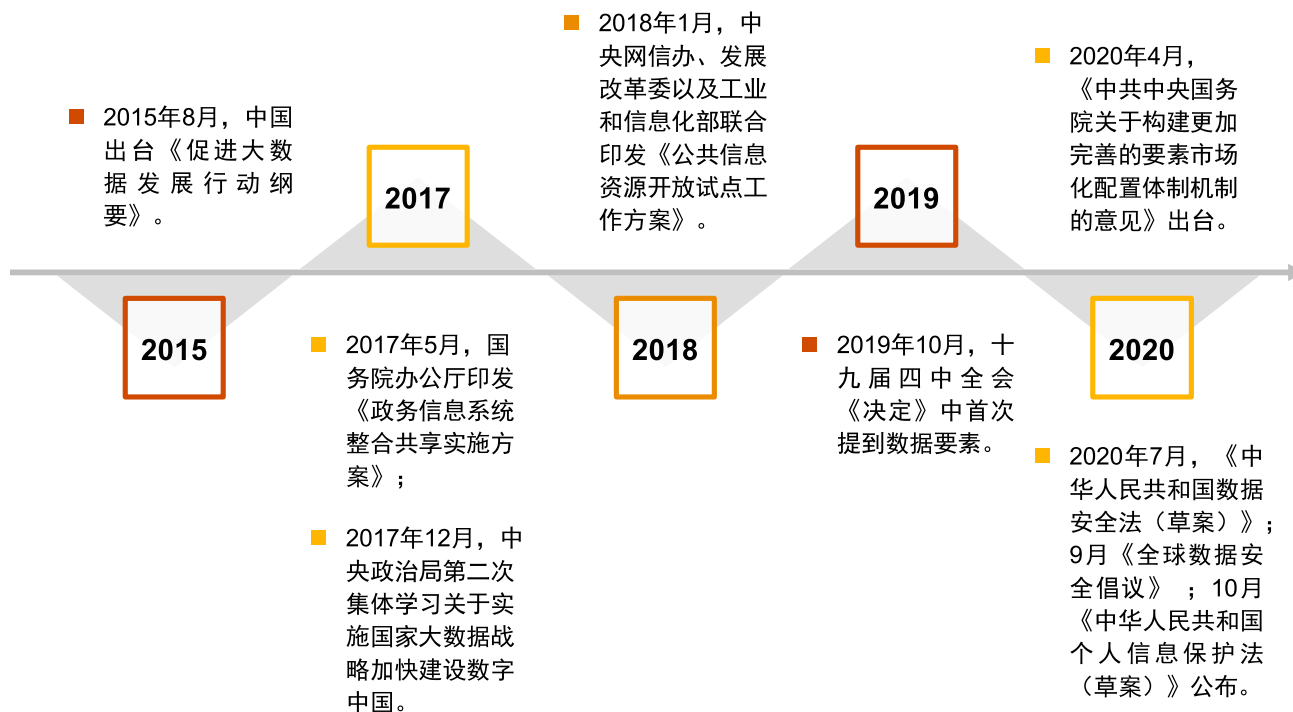 2015年8月，中国
出台《促进大数
据发展行动纲
要》。
2015
2017
2017年5月，国
务院办公厅印发
《政务信息系统
整合共享实施方
案》；
2017年12月，中
央政治局第二次
集体学习关于实
施国家大数据战
略加快建设数字
中国。
2018年1月，中
央网信办、发展
改革委以及工业
和信息化部联合
印发《公共信息
资源开放试点工
作方案》。
2018
2019
2019年10月，十
九届四中全会
《决定》中首次
提到数据要素。
2020年4月，
《中共中央国务
院关于构建更加
完善的要素市场
化配置体制机制
的意见》出台。
2020
2020年7月，《中
华人民共和国数据
安全法（草案）》；
9月《全球数据安
全倡议》；10月
《中华人民共和国
个人信息保护法
（草案）》公布。